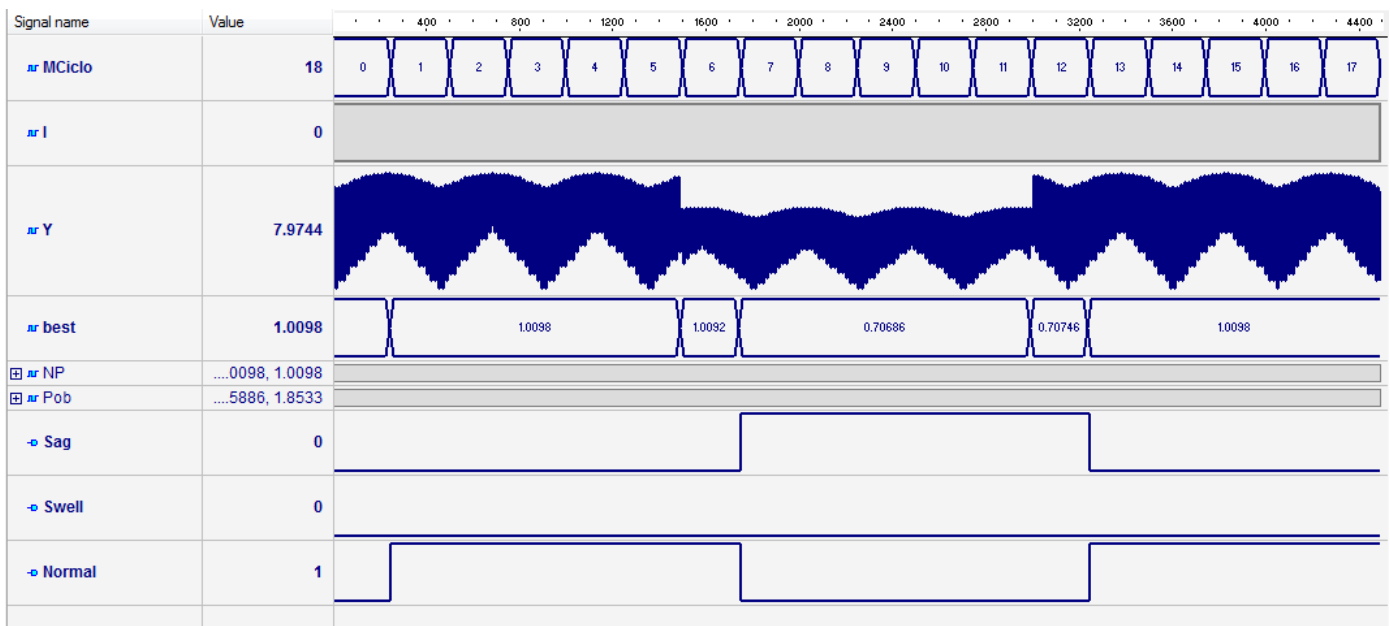 Signal name Value 400 800 1200 1600 2000 2400 2800 3200 3600 4000 4400
MCiclo 18 0 1 2 3 4 5 6 7 8 9 10 11 12 13 14 15 16 17
I 0
Y 7.9744
best 1.0098 1.0098 1.0092 0.70686 0.70746 1.0098
NP ....0098, 1.0098
Pob ....5886, 1.8533
Sag 0
Swell 0
Normal 1